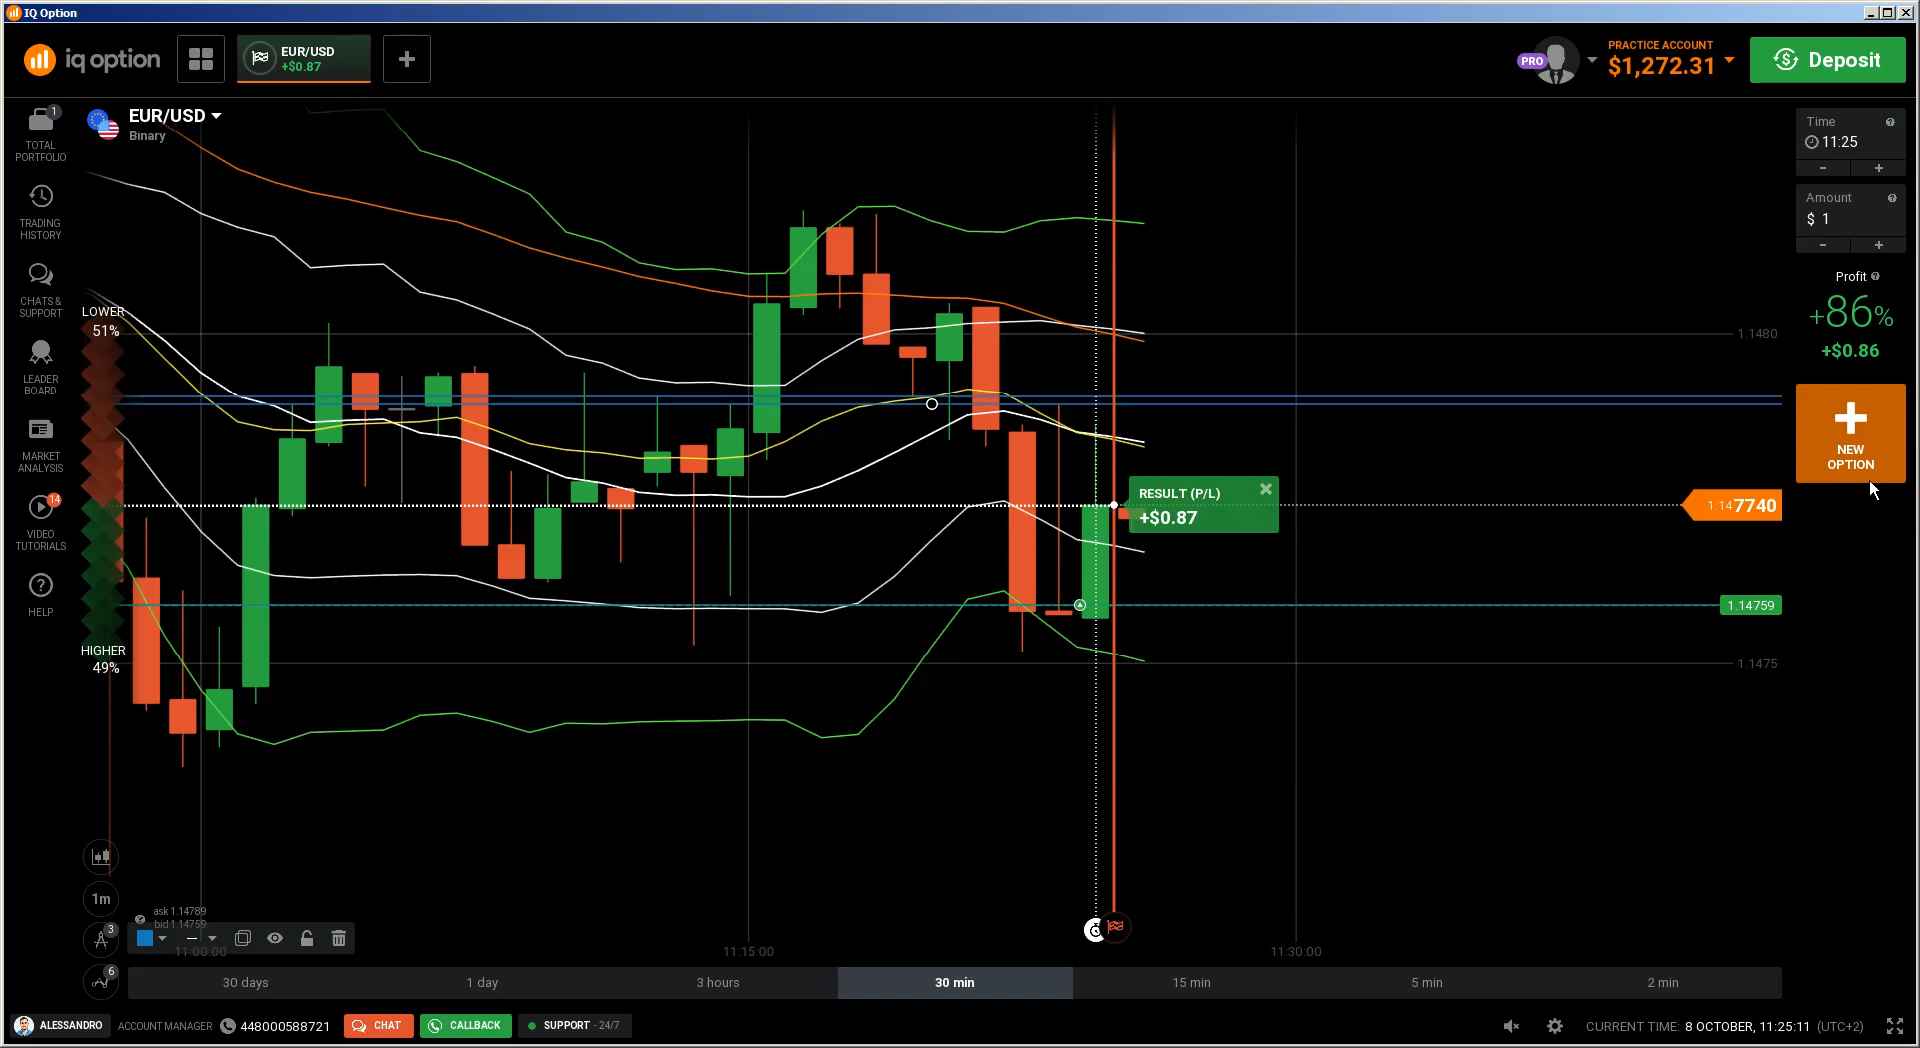 IQ Option
iq option
EUR/USD
+$0.87
PRO
PRACTICE ACCOUNT
$1,272.31
Deposit
1
TOTAL
PORTFOLIO
TRADING
HISTORY
CHATS &
SUPPORT
LEADER
BOARD
MARKET
ANALYSIS
14
VIDEO
TUTORIALS
HELP
EUR/USD
Binary
LOWER
51%
HIGHER
49%
1.1480
RESULT (P/L)
+$0.87
1.147740
1.14759
1.1475
Time
11:25
- +
Amount
$ 1
- +
Profit
+86%
+$0.86
NEW
OPTION
1m
3
6
ask 1.14789
bid 1.14759
11:00:00
11:15:00
11:30:00
30 days
1 day
3 hours
30 min
15 min
5 min
2 min
ALESSANDRO
ACCOUNT MANAGER
448000588721
CHAT
CALLBACK
SUPPORT - 24/7
CURRENT TIME: 8 OCTOBER, 11:25:11 (UTC+2)